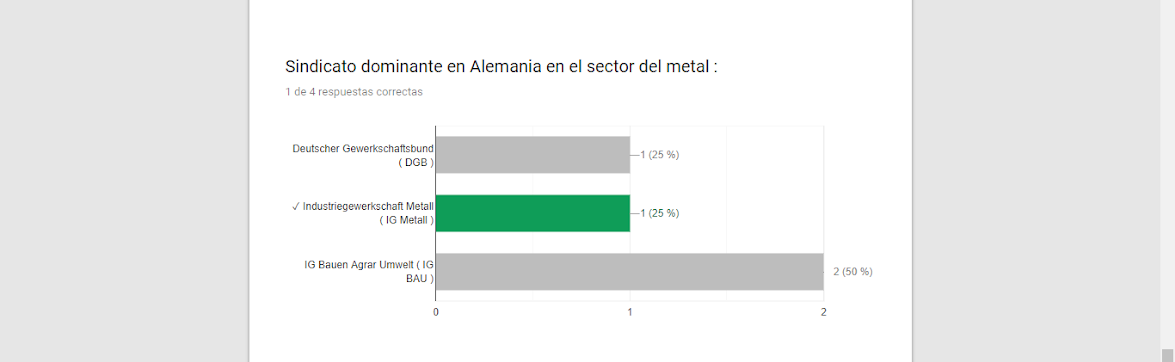 Sindicato dominante en Alemania en el sector del metal :
1 de 4 respuestas correctas
Deutscher Gewerkschaftsbund
( DGB )
1 (25 %)
✓ Industriegewerkschaft Metall
( IG Metall )
1 (25 %)
IG Bauen Agrar Umwelt ( IG
BAU )
2 (50 %)
0 1 2